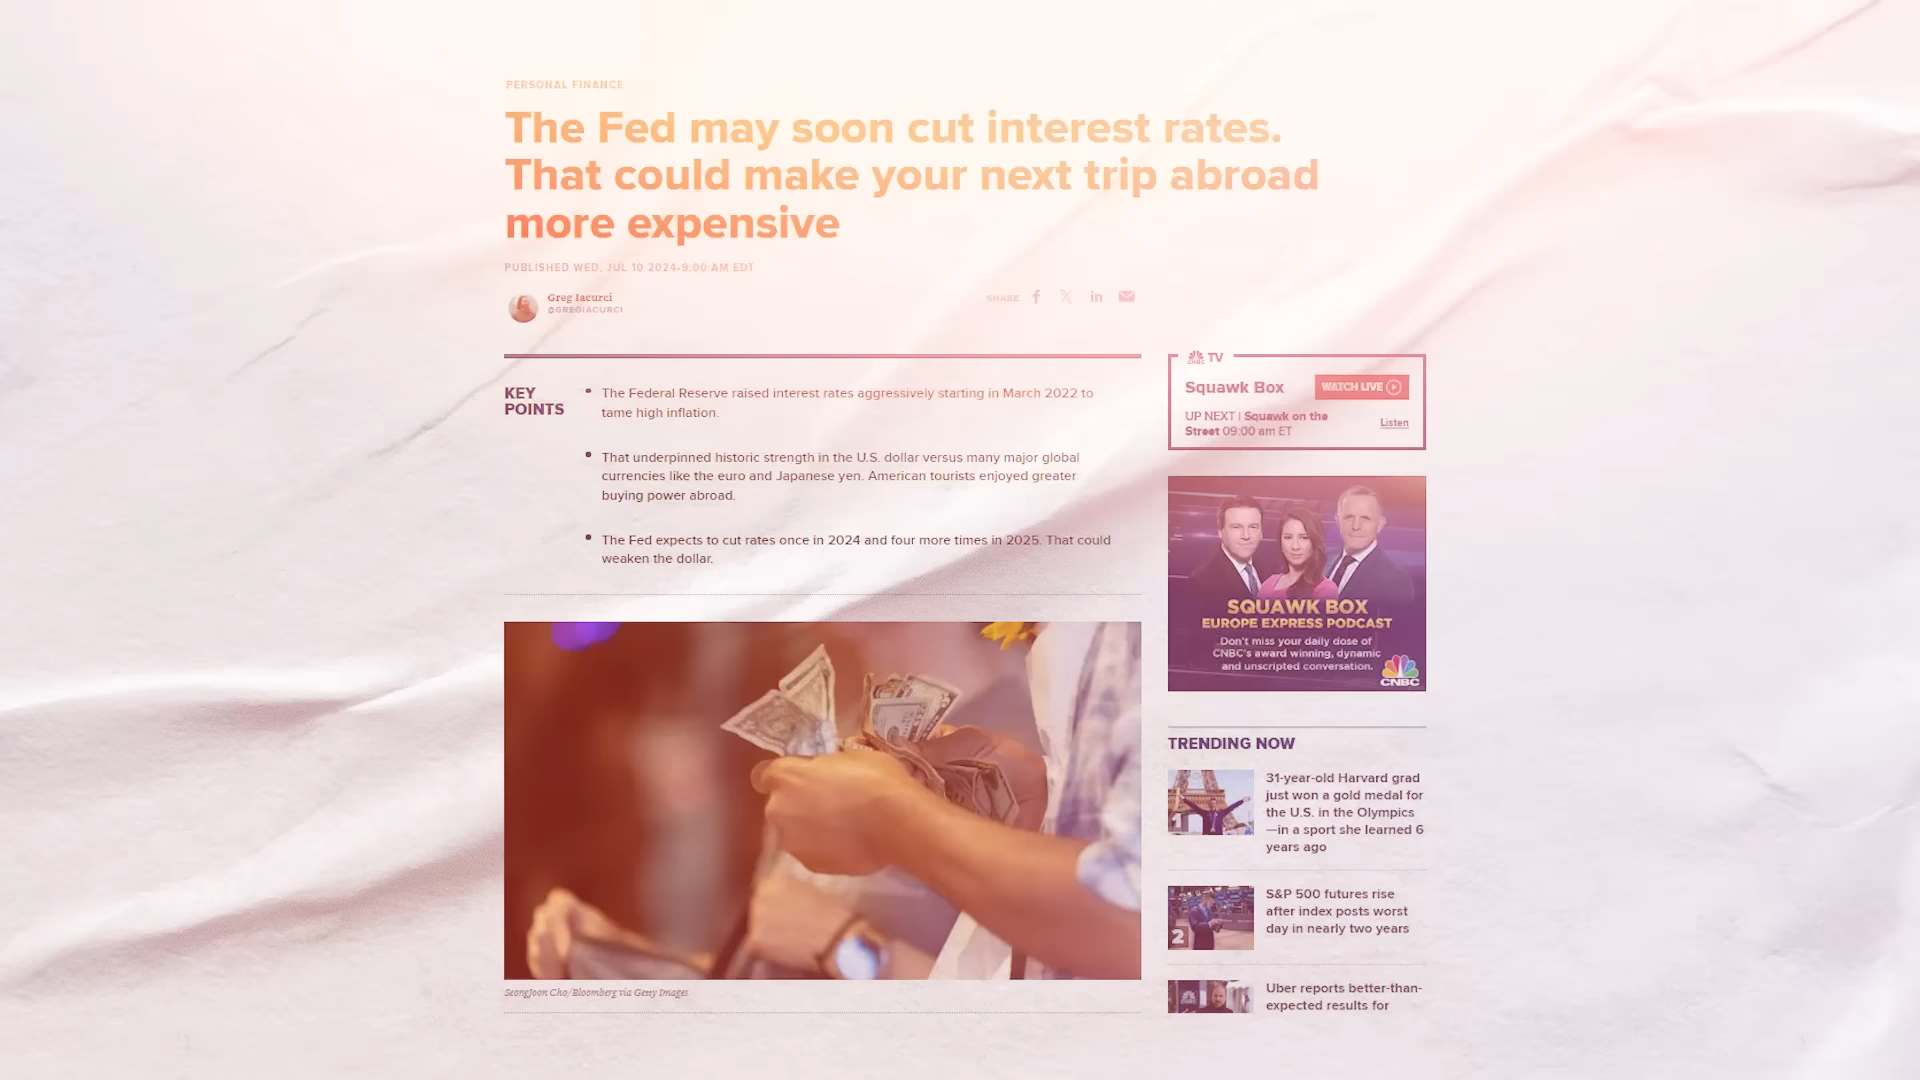 PERSONAL FINANCE
The Fed may soon cut interest rates.
That could make your next trip abroad
more expensive
PUBLISHED WED, JUL 10 2024-9:00 AM EDT
Greg Iacurci
@GREGIACURCI
SHARE
KEY
POINTS
The Federal Reserve raised interest rates aggressively starting in March 2022 to
tame high inflation.
That underpinned historic strength in the U.S. dollar versus many major global
currencies like the euro and Japanese yen. American tourists enjoyed greater
buying power abroad.
The Fed expects to cut rates once in 2024 and four more times in 2025. That could
weaken the dollar.
SeongJoon Cho/Bloomberg via Getty Images
CNBC TV
Squawk Box
WATCH LIVE
UP NEXT | Squawk on the
Street 09:00 am ET
Listen
SQUAWK BOX
EUROPE EXPRESS PODCAST
Don't miss your daily dose of
CNBC's award winning, dynamic
and unscripted conversation.
CNBC
TRENDING NOW
1
31-year-old Harvard grad
just won a gold medal for
the U.S. in the Olympics
—in a sport she learned 6
years ago
2
S&P 500 futures rise
after index posts worst
day in nearly two years
Uber reports better-than-
expected results for